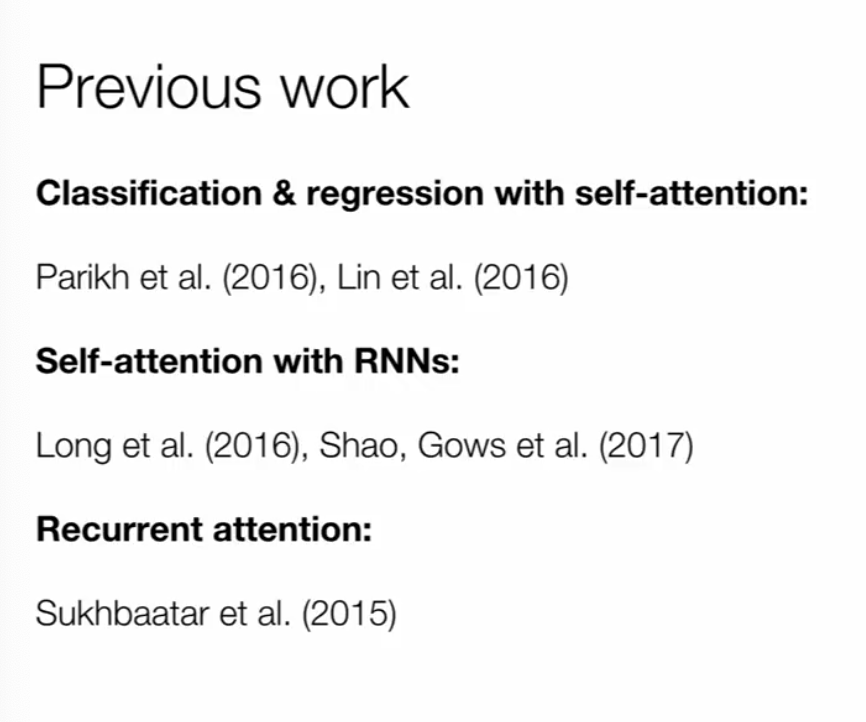 Previous work
Classification & regression with self-attention:
Parikh et al. (2016), Lin et al. (2016)
Self-attention with RNNs:
Long et al. (2016), Shao, Gows et al. (2017)
Recurrent attention:
Sukhbaatar et al. (2015)